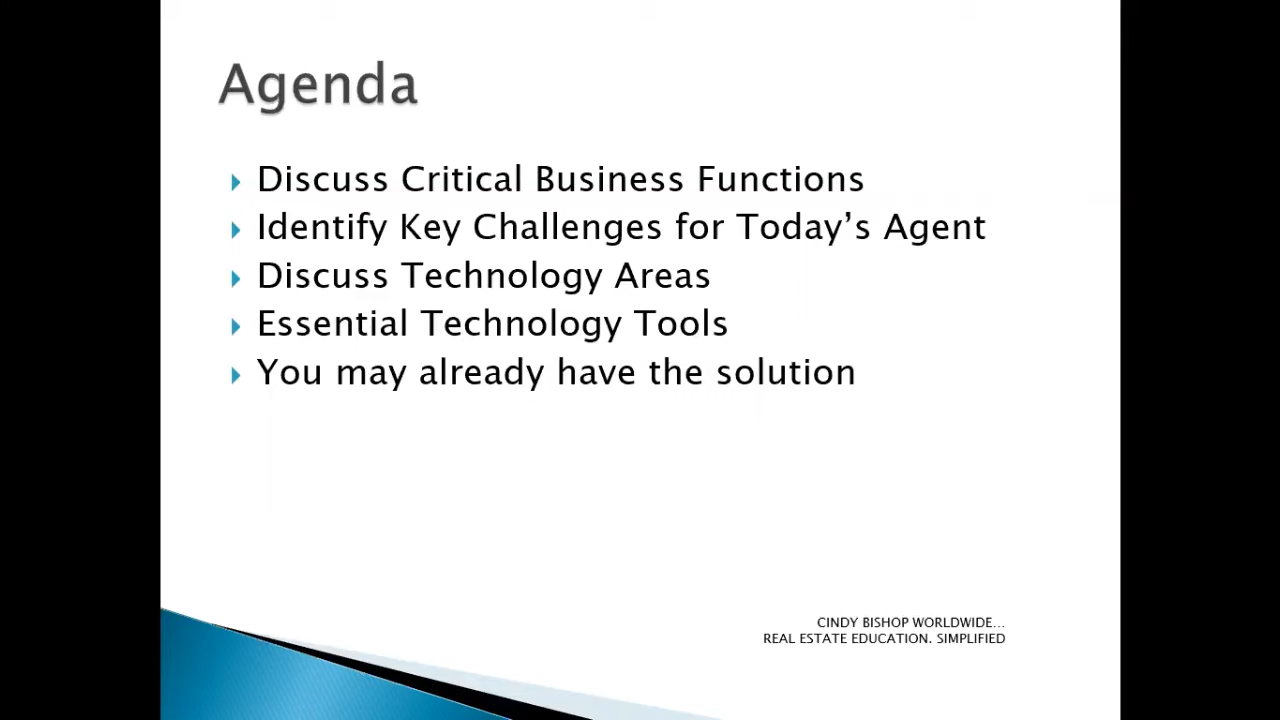 Agenda
Discuss Critical Business Functions
Identify Key Challenges for Today’s Agent
Discuss Technology Areas
Essential Technology Tools
You may already have the solution
CINDY BISHOP WORLDWIDE...
REAL ESTATE EDUCATION. SIMPLIFIED